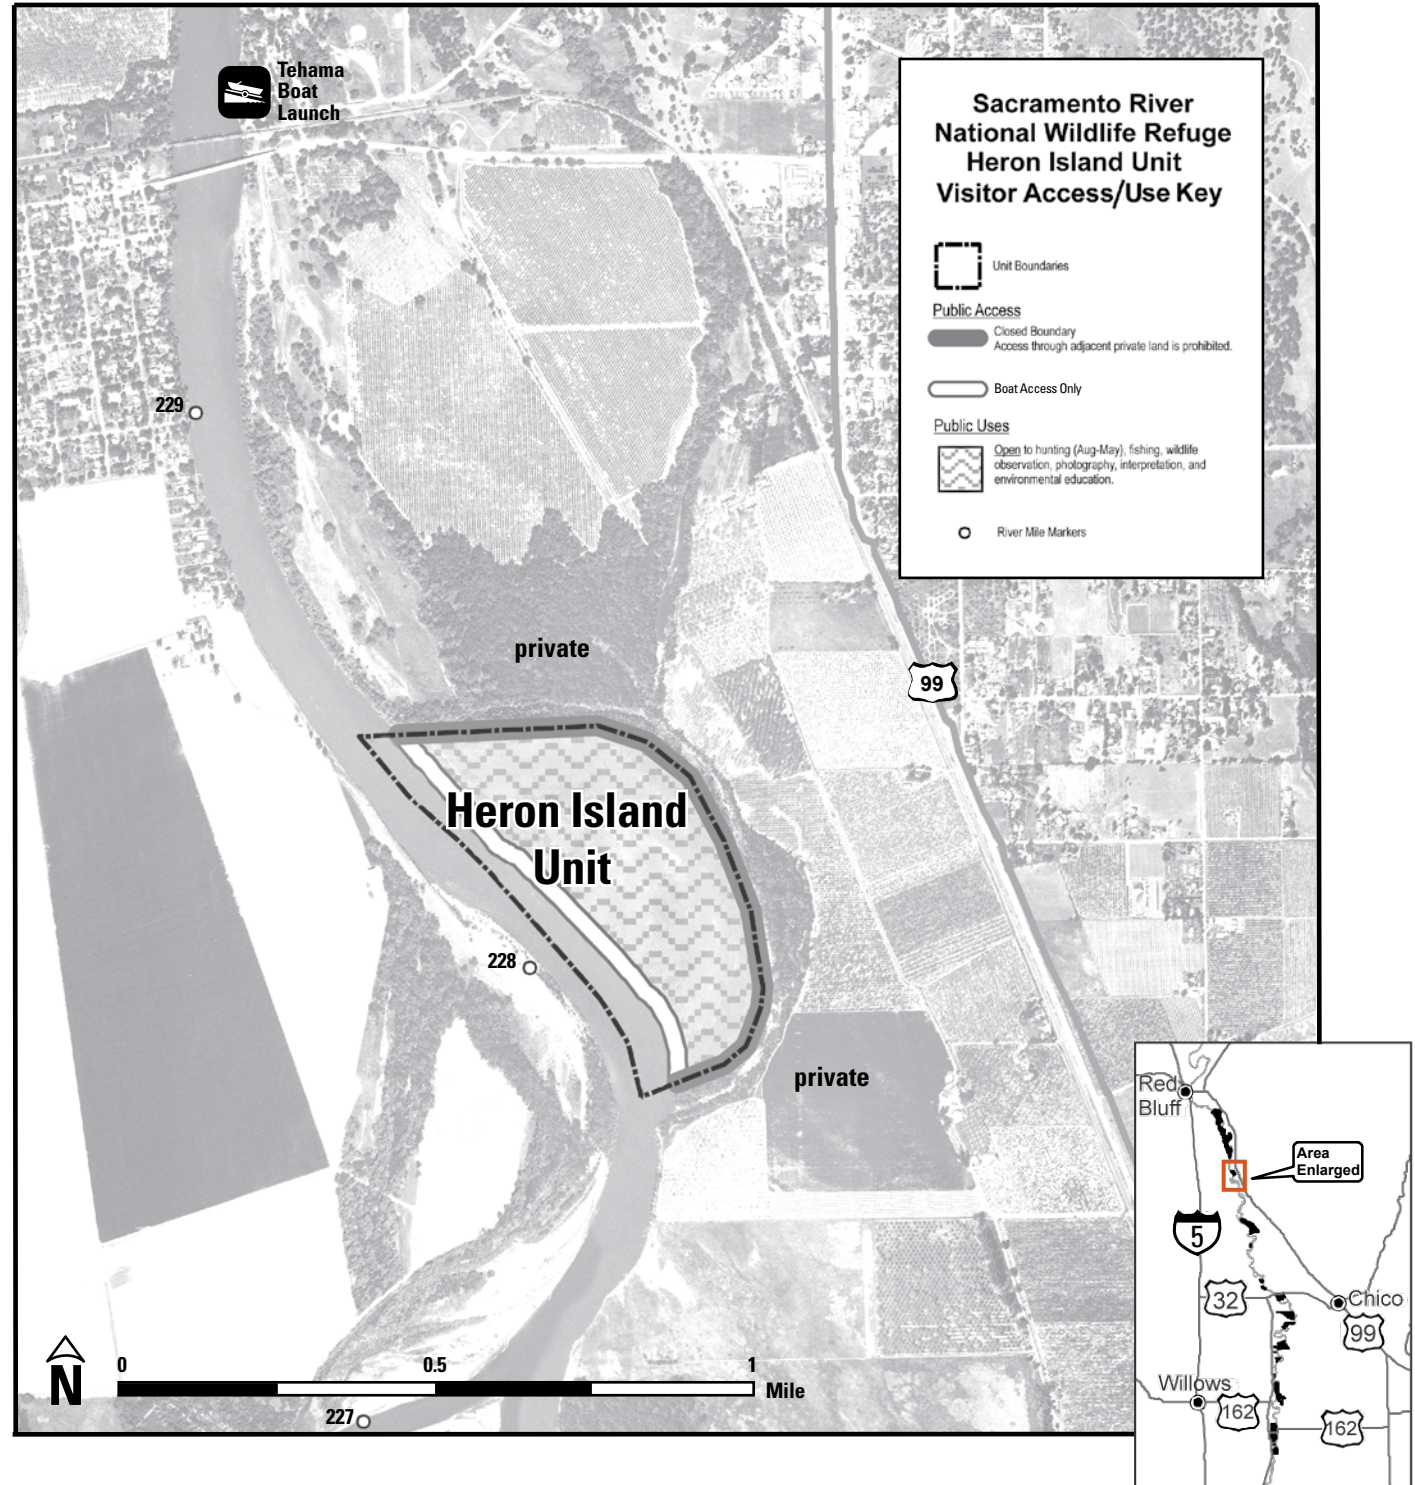 Tehama
Boat
Launch
Sacramento River
National Wildlife Refuge
Heron Island Unit
Visitor Access/Use Key
Unit Boundaries
Public Access
Closed Boundary
Access through adjacent private land is prohibited.
Boat Access Only
Public Uses
Open to hunting (Aug-May), fishing, wildlife
observation, photography, interpretation, and
environmental education.
River Mile Markers
229
private
99
Heron Island
Unit
228
private
Red
Bluff
Area
Enlarged
5
32
Chico
99
Willows
162
162
N
0
0.5
1
Mile
227